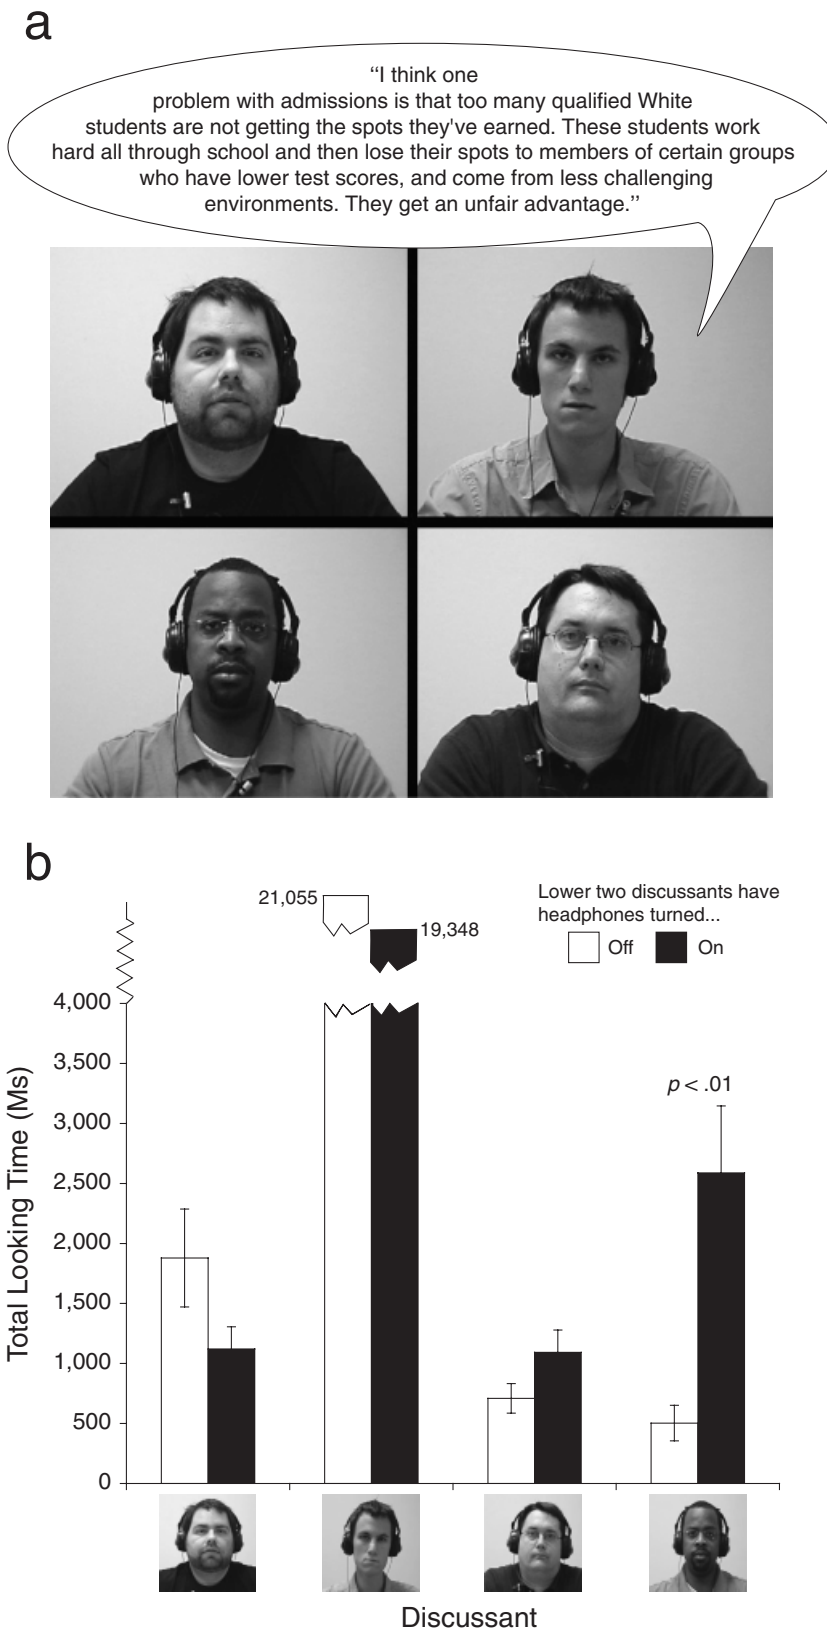 a
“I think one
problem with admissions is that too many qualified White
students are not getting the spots they've earned. These students work
hard all through school and then lose their spots to members of certain groups
who have lower test scores, and come from less challenging
environments. They get an unfair advantage.”
b
Lower two discussants have
headphones turned...
Off On
21,055
19,348
p < .01
Total Looking Time (Ms)
4,000
3,500
3,000
2,500
2,000
1,500
1,000
500
0
Discussant